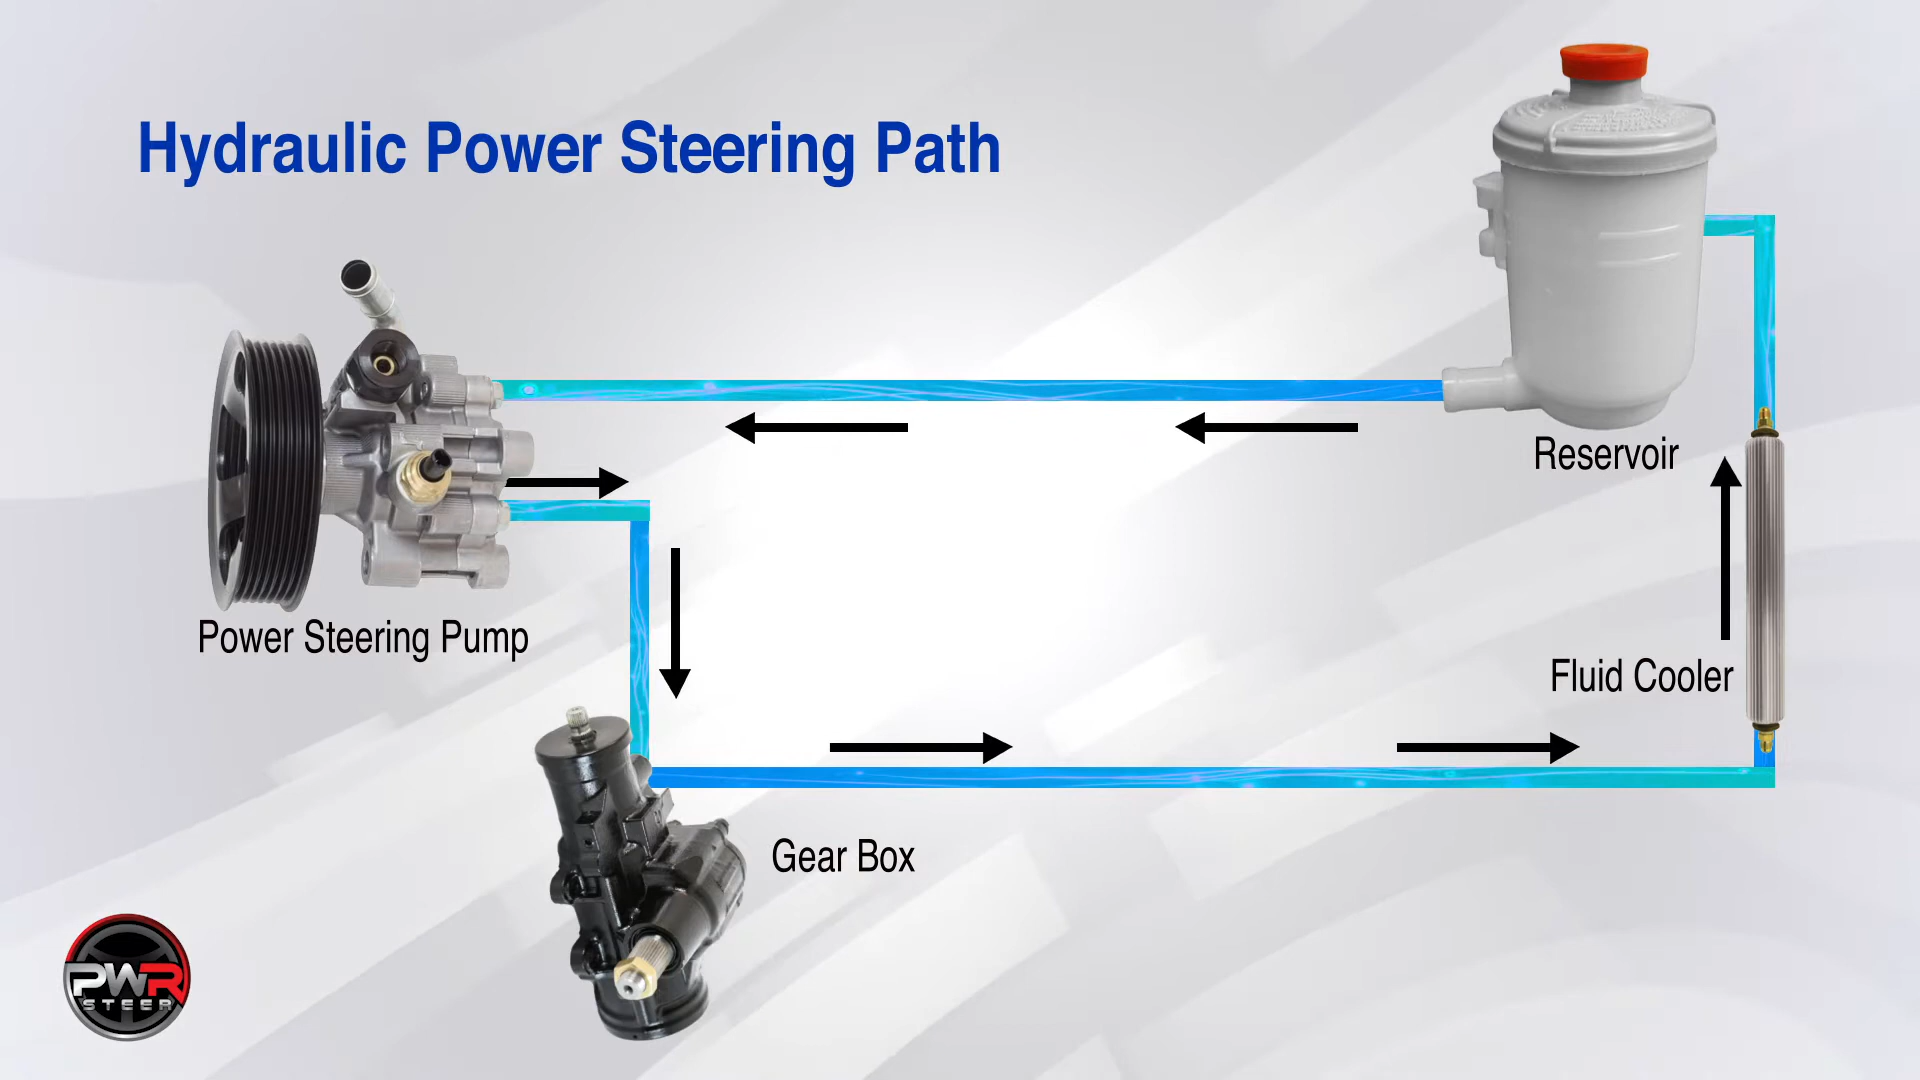 Hydraulic Power Steering Path
Reservoir
Power Steering Pump
Fluid Cooler
Gear Box
PWR
STEER